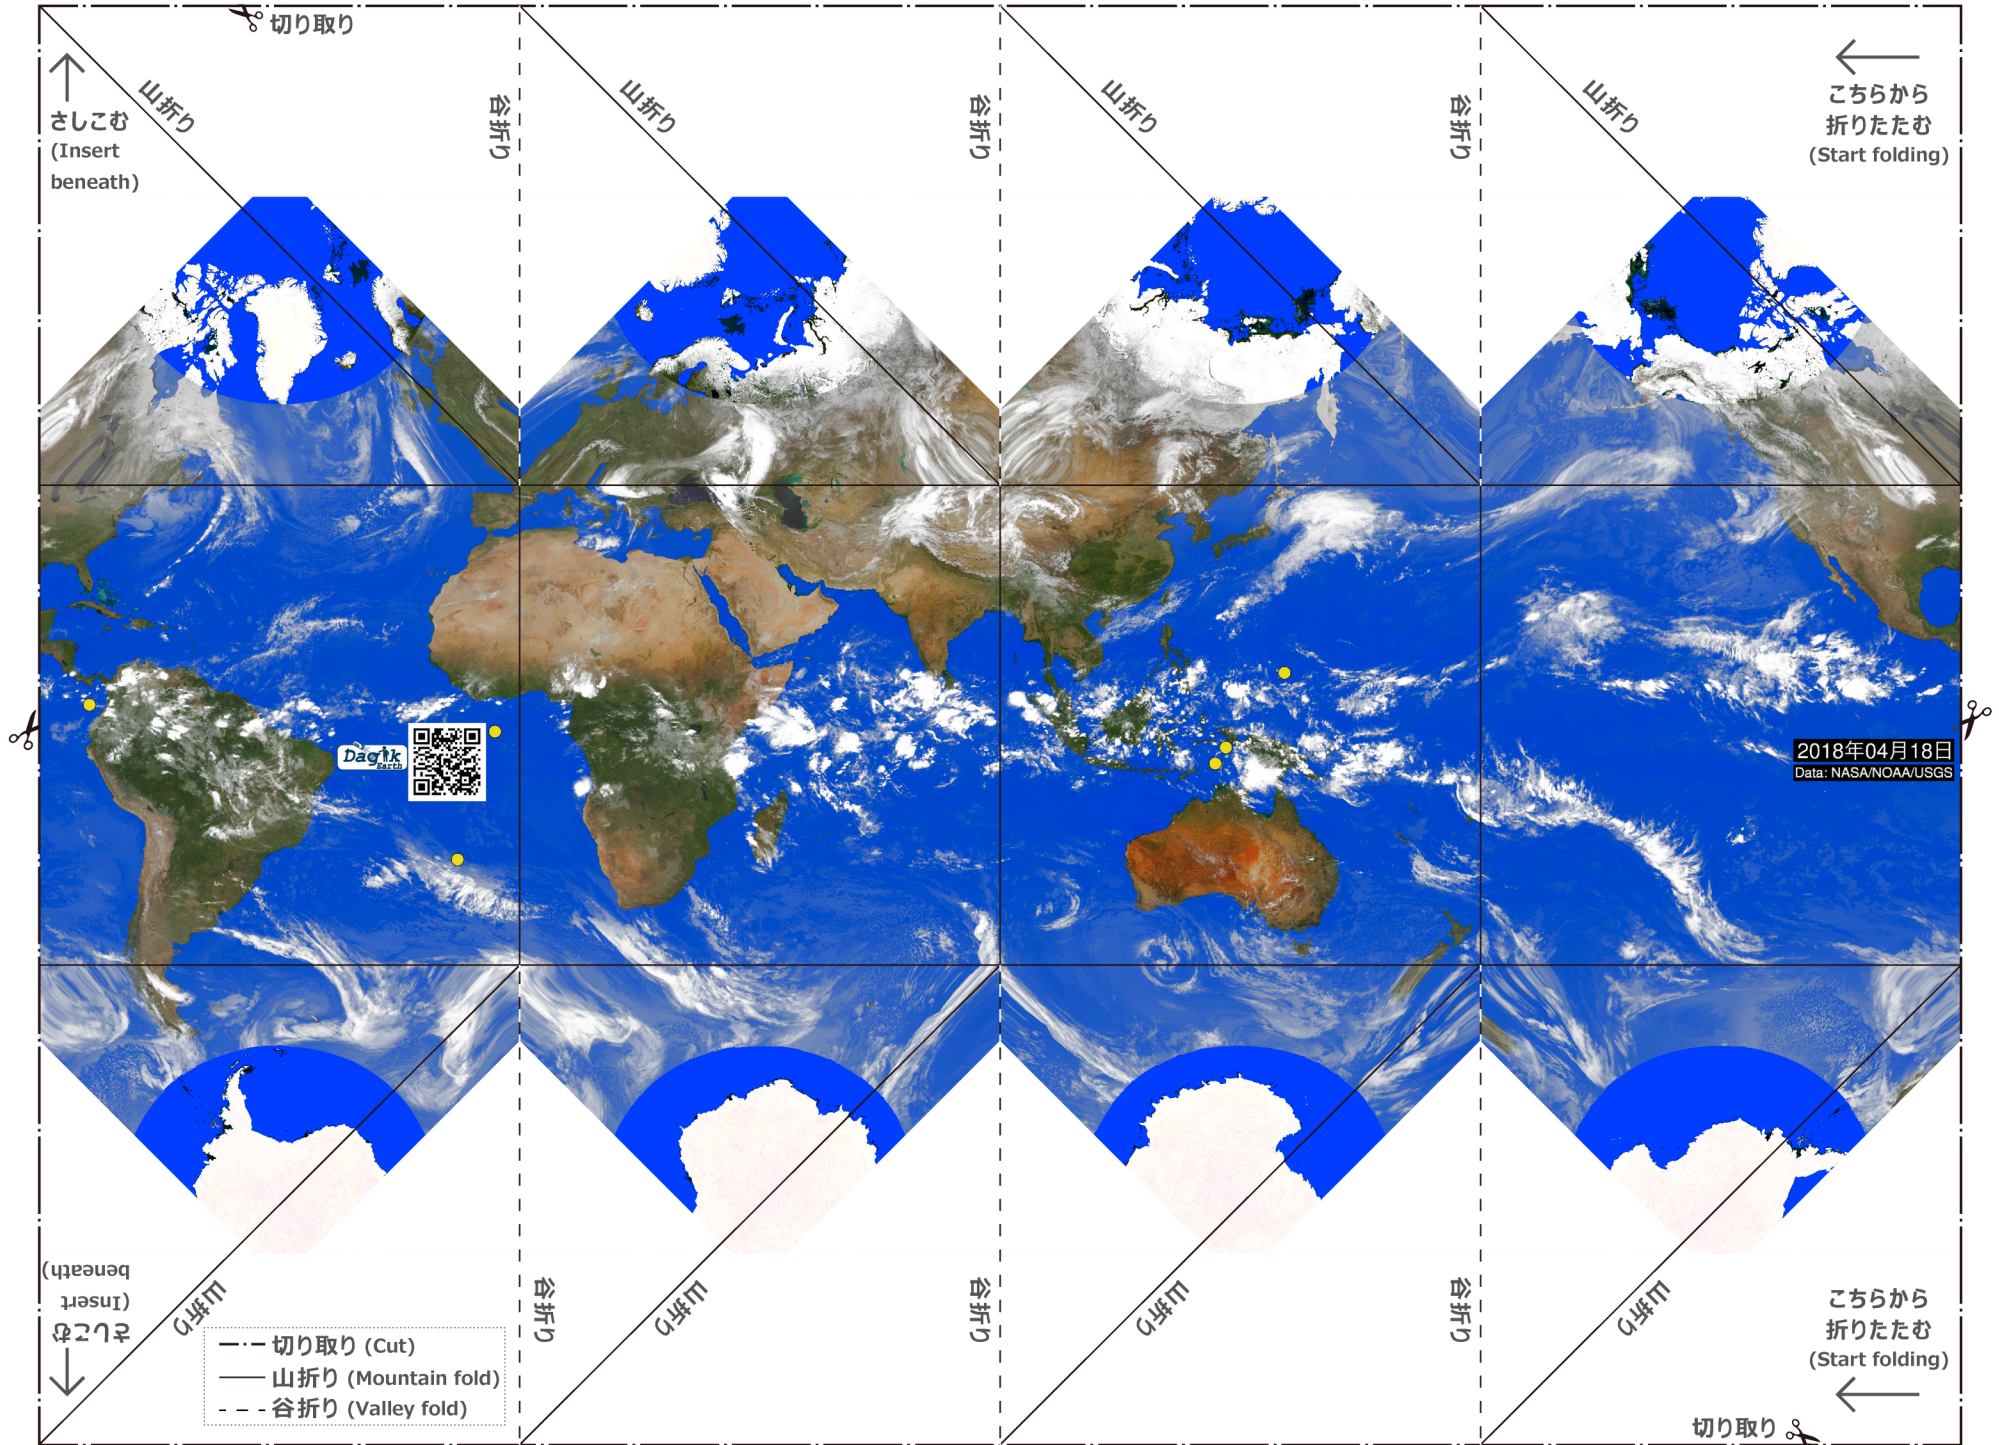 切り取り
さしこむ
(Insert
beneath)
山折り
谷折り
山折り
谷折り
山折り
谷折り
山折り
こちらから
折りたたむ
(Start folding)
Dagik
Earth
2018年04月18日
Data: NASA/NOAA/USGS
さしこむ
(Insert
beneath)
山折り
谷折り
山折り
谷折り
山折り
谷折り
山折り
こちらから
折りたたむ
(Start folding)
切り取り (Cut)
山折り (Mountain fold)
谷折り (Valley fold)
切り取り